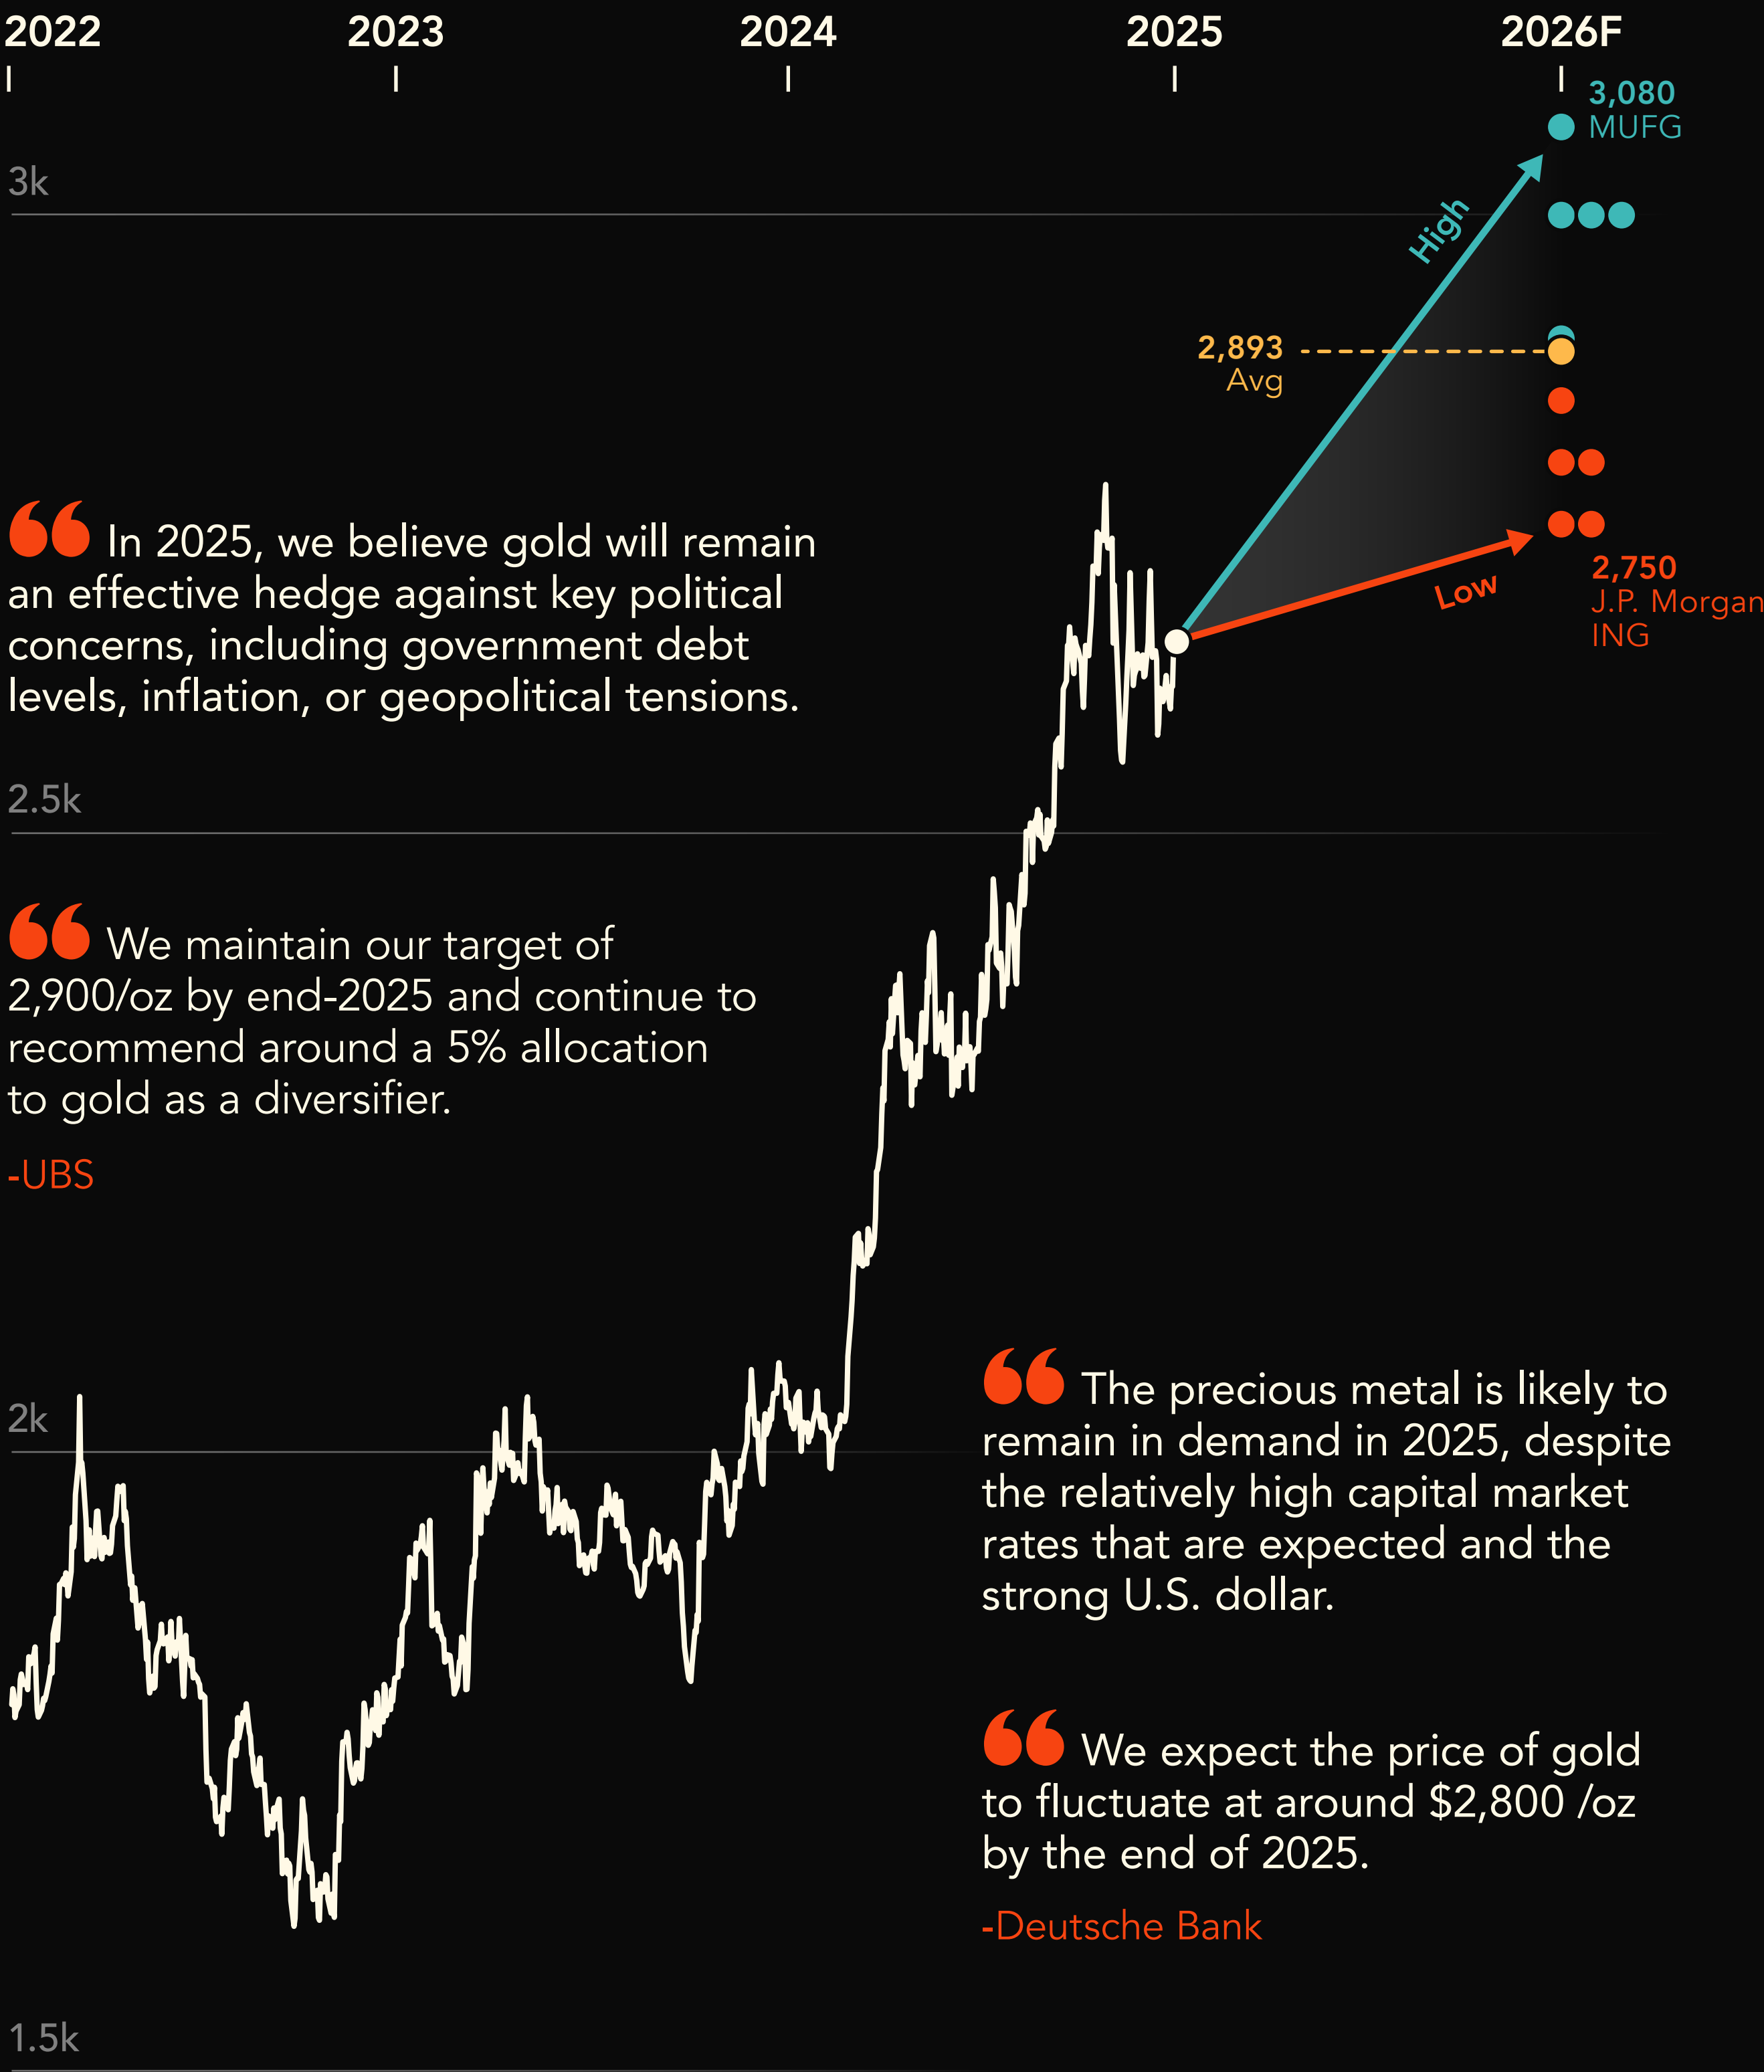 2022 2023 2024 2025 2026F
3,080
MUFG
3k
High
2,893
Avg
2,750
J.P. Morgan
ING
Low
“ In 2025, we believe gold will remain
an effective hedge against key political
concerns, including government debt
levels, inflation, or geopolitical tensions.
2.5k
“ We maintain our target of
2,900/oz by end-2025 and continue to
recommend around a 5% allocation
to gold as a diversifier.
-UBS
2k
“ The precious metal is likely to
remain in demand in 2025, despite
the relatively high capital market
rates that are expected and the
strong U.S. dollar.
“ We expect the price of gold
to fluctuate at around $2,800 /oz
by the end of 2025.
-Deutsche Bank
1.5k